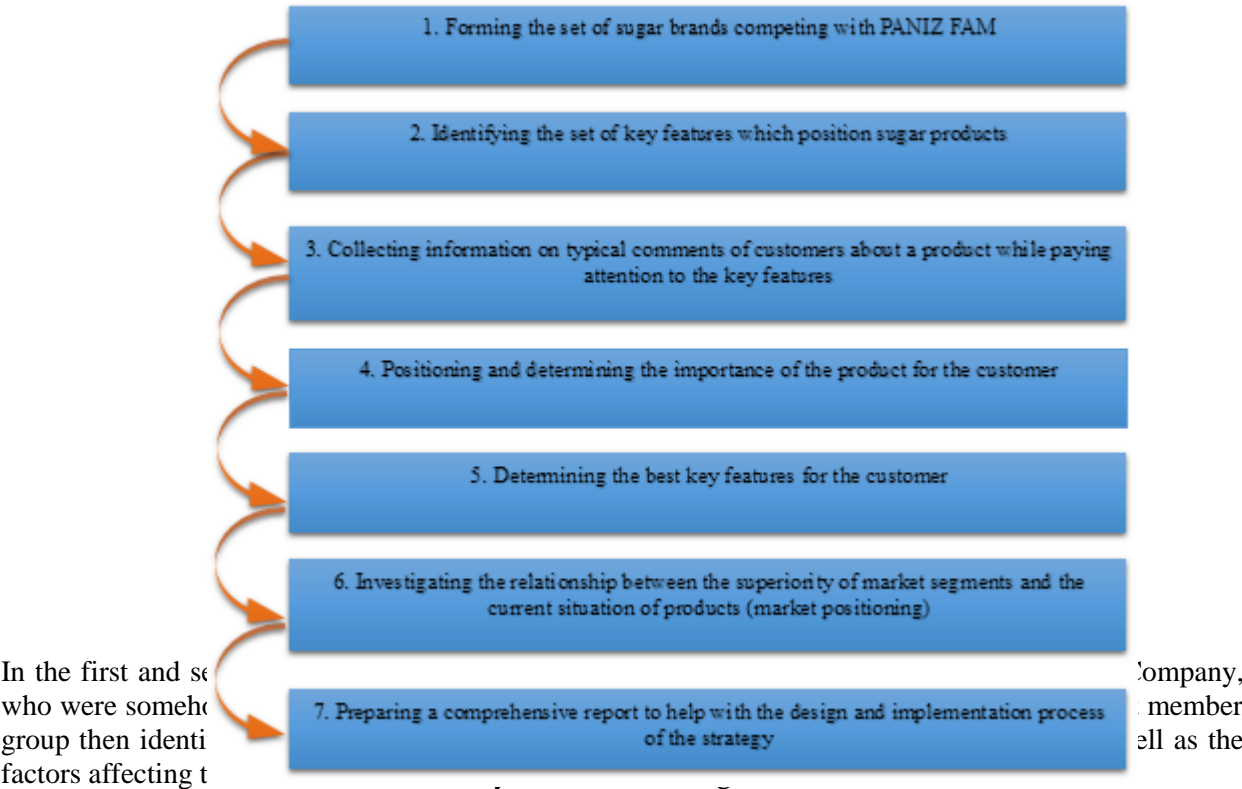 1. Forming the set of sugar brands competing with PANIZ FAM
2. Identifying the set of key features which position sugar products
3. Collecting information on typical comments of customers about a product while paying
attention to the key features
4. Positioning and determining the importance of the product for the customer
5. Determining the best key features for the customer
6. Investigating the relationship between the superiority of market segments and the
current situation of products (market positioning)
7. Preparing a comprehensive report to help with the design and implementation process
of the strategy
In the first and
who were
member
group then
as the
factors affecting